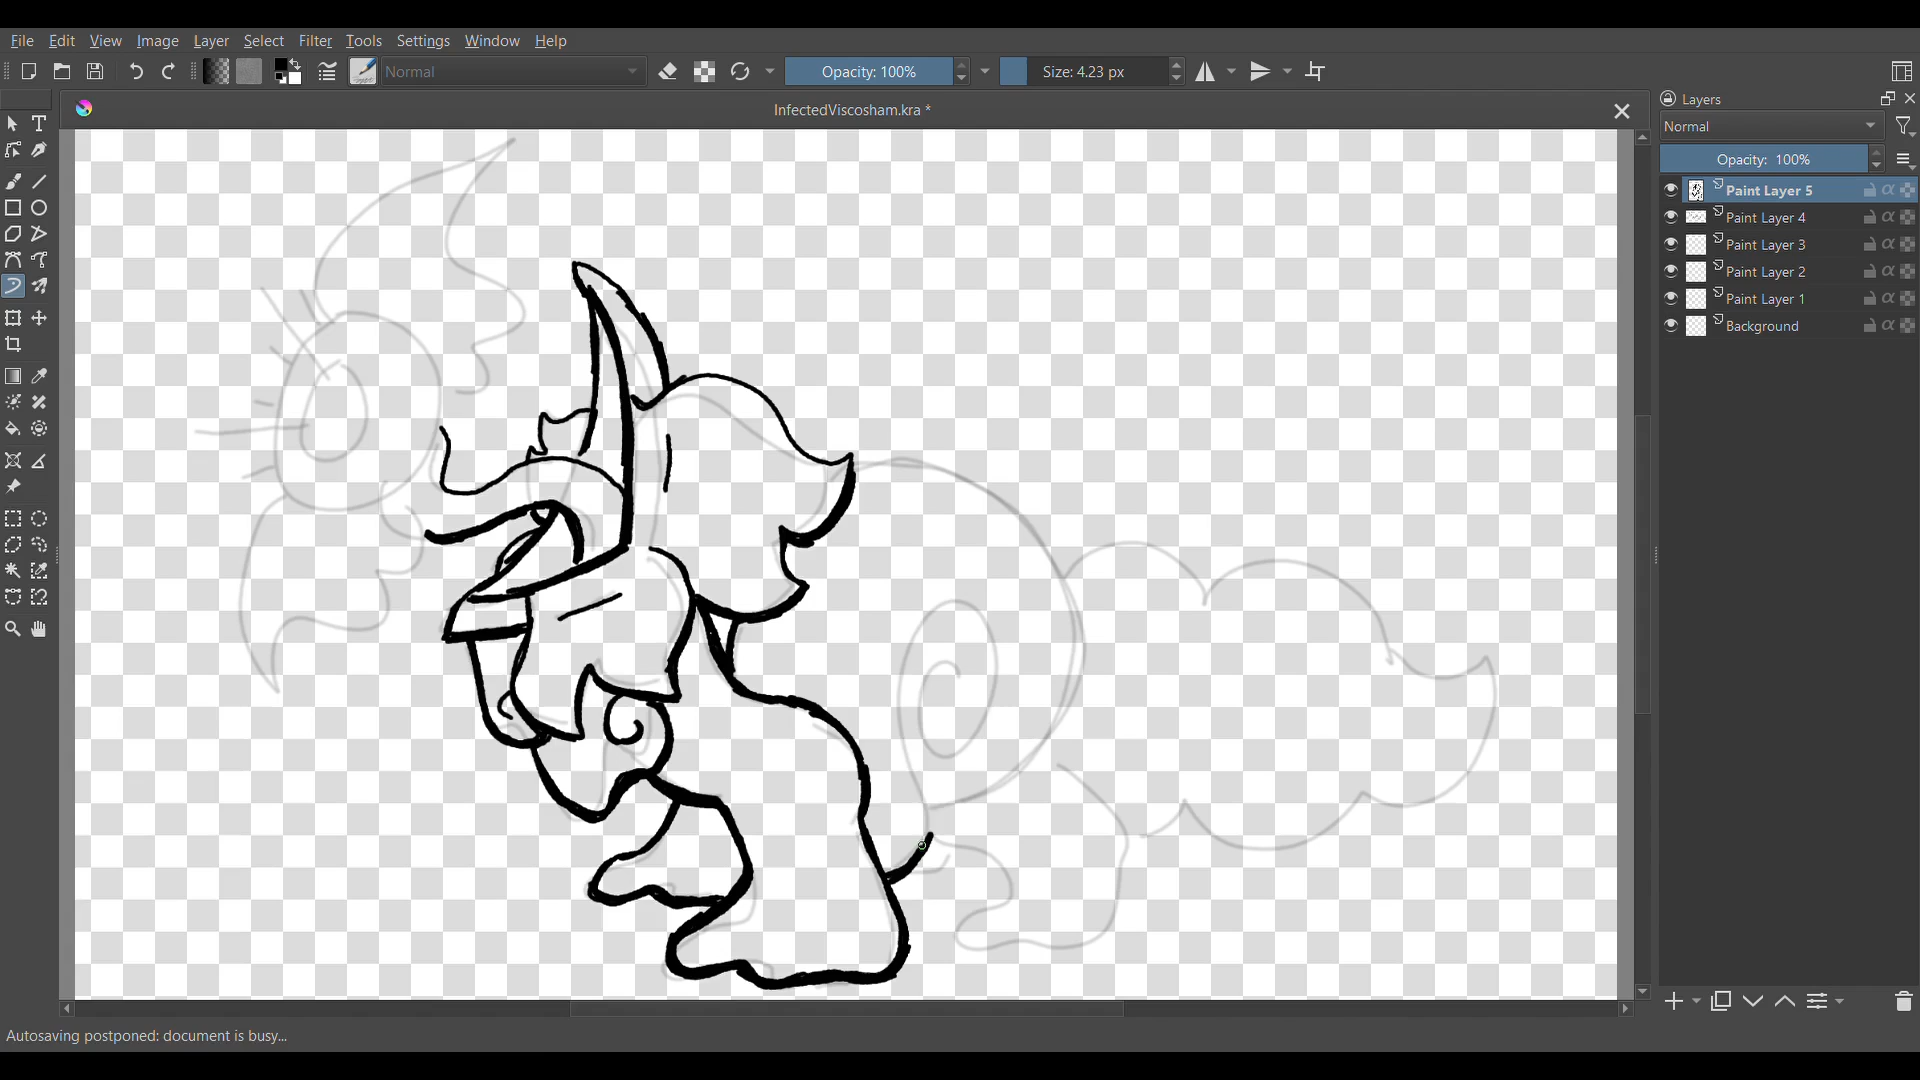 File Edit View Image Layer Select Filter Tools Settings Window Help
Normal Opacity: 100% Size: 4.23 px
InfectedViscosham.kra *
Layers
Normal
Opacity: 100%
Paint Layer 5
Paint Layer 4
Paint Layer 3
Paint Layer 2
Paint Layer 1
Background
Autosaving postponed: document is busy...